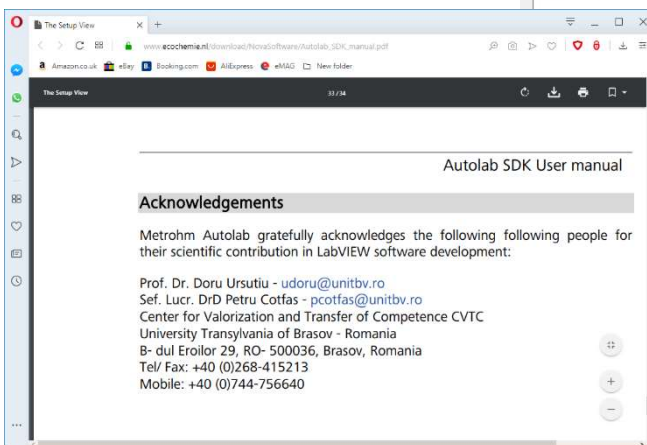 The Setup View
www.ecochemie.nl/download/NovaSoftware/Autolab_SDK_manual.pdf
Amazon.co.uk eBay Booking.com AliExpress eMAG New folder
The Setup View 33 / 34
Autolab SDK User manual
Acknowledgements
Metrohm Autolab gratefully acknowledges the following following people for
their scientific contribution in LabVIEW software development:
Prof. Dr. Doru Ursutiu - udoru@unitbv.ro
Sef. Lucr. DrD Petru Cotfas - pcotfas@unitbv.ro
Center for Valorization and Transfer of Competence CVTC
University Transylvania of Brasov - Romania
B- dul Eroilor 29, RO- 500036, Brasov, Romania
Tel/ Fax: +40 (0)268-415213
Mobile: +40 (0)744-756640